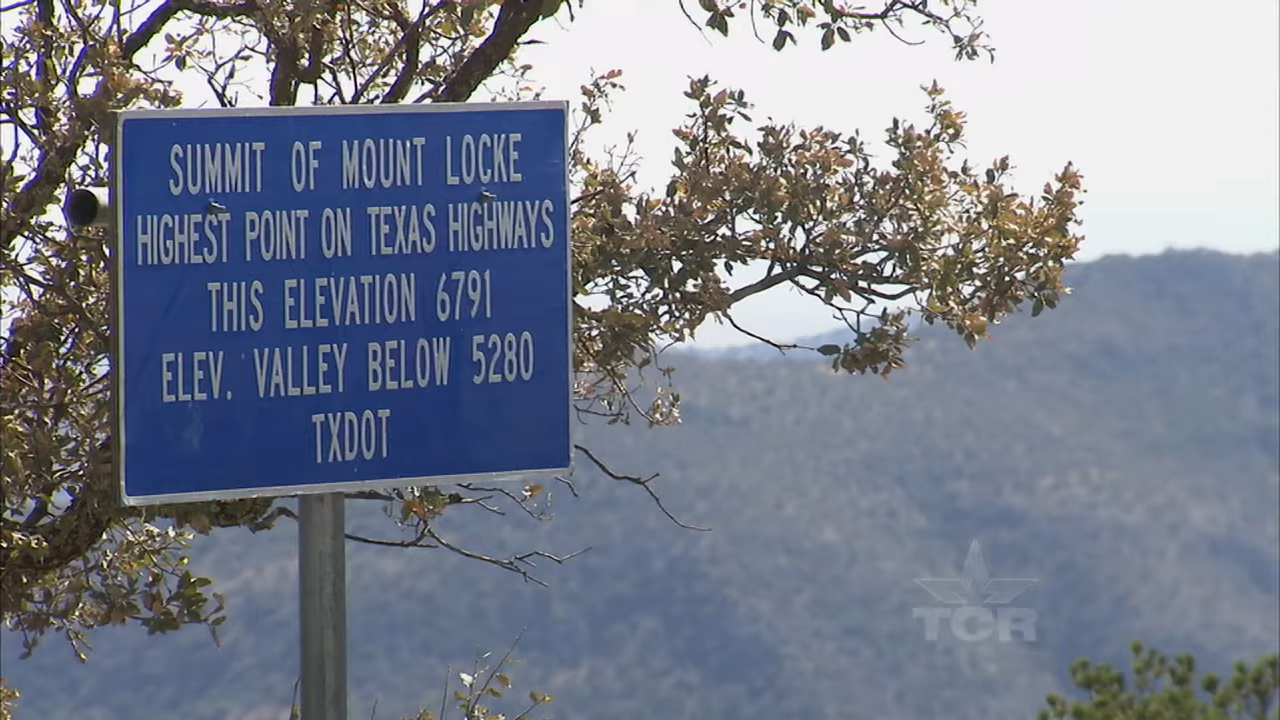 SUMMIT OF MOUNT LOCKE
HIGHEST POINT ON TEXAS HIGHWAYS
THIS ELEVATION 6791
ELEV. VALLEY BELOW 5280
TXDOT
TCR